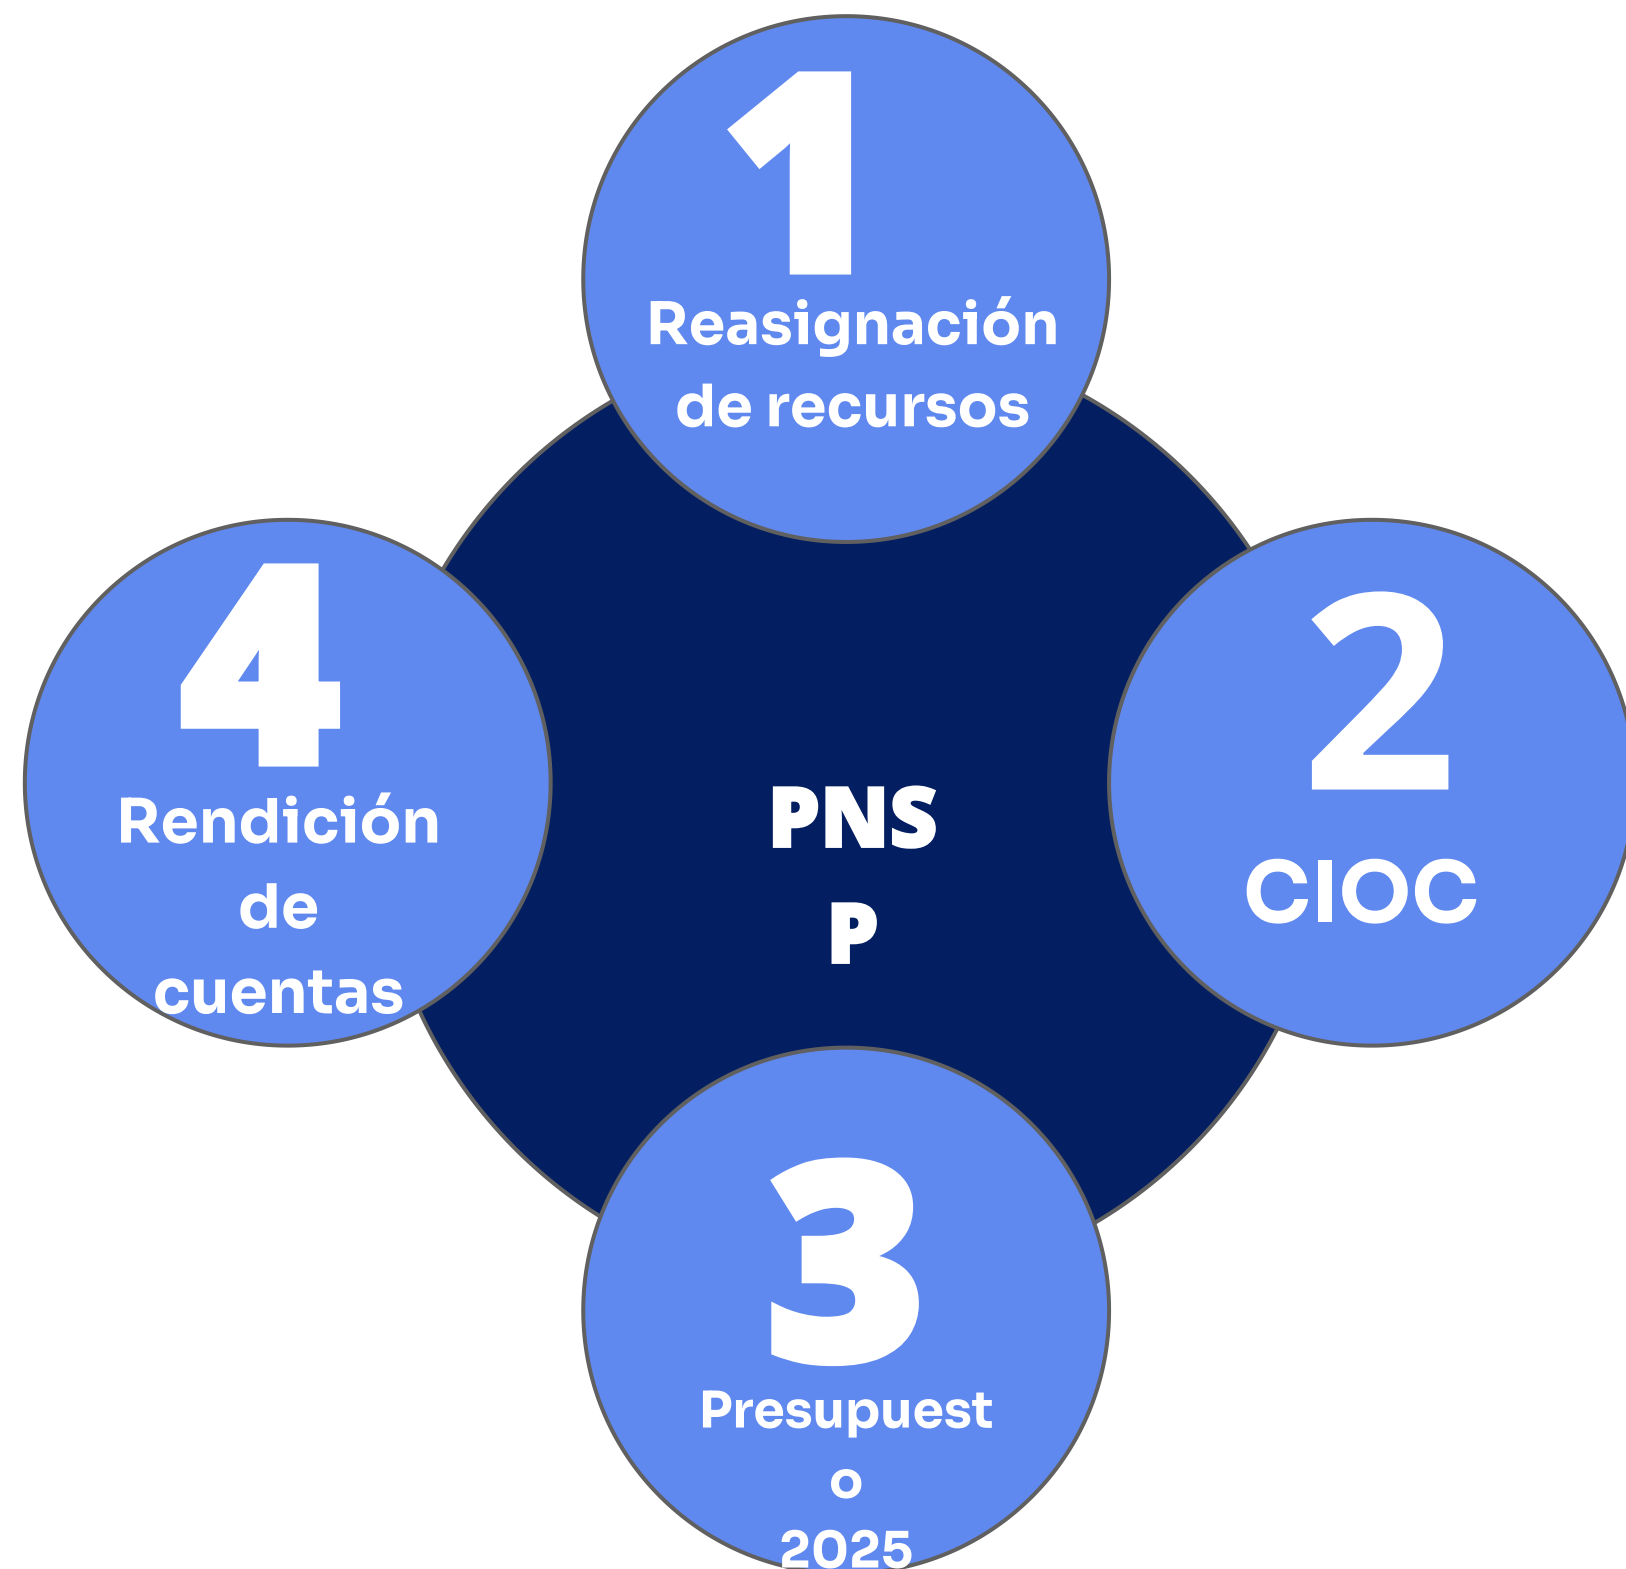 1
Reasignación
de recursos
2
CIOC
3
Presupuest
o
2025
4
Rendición
de
cuentas
PNS
P